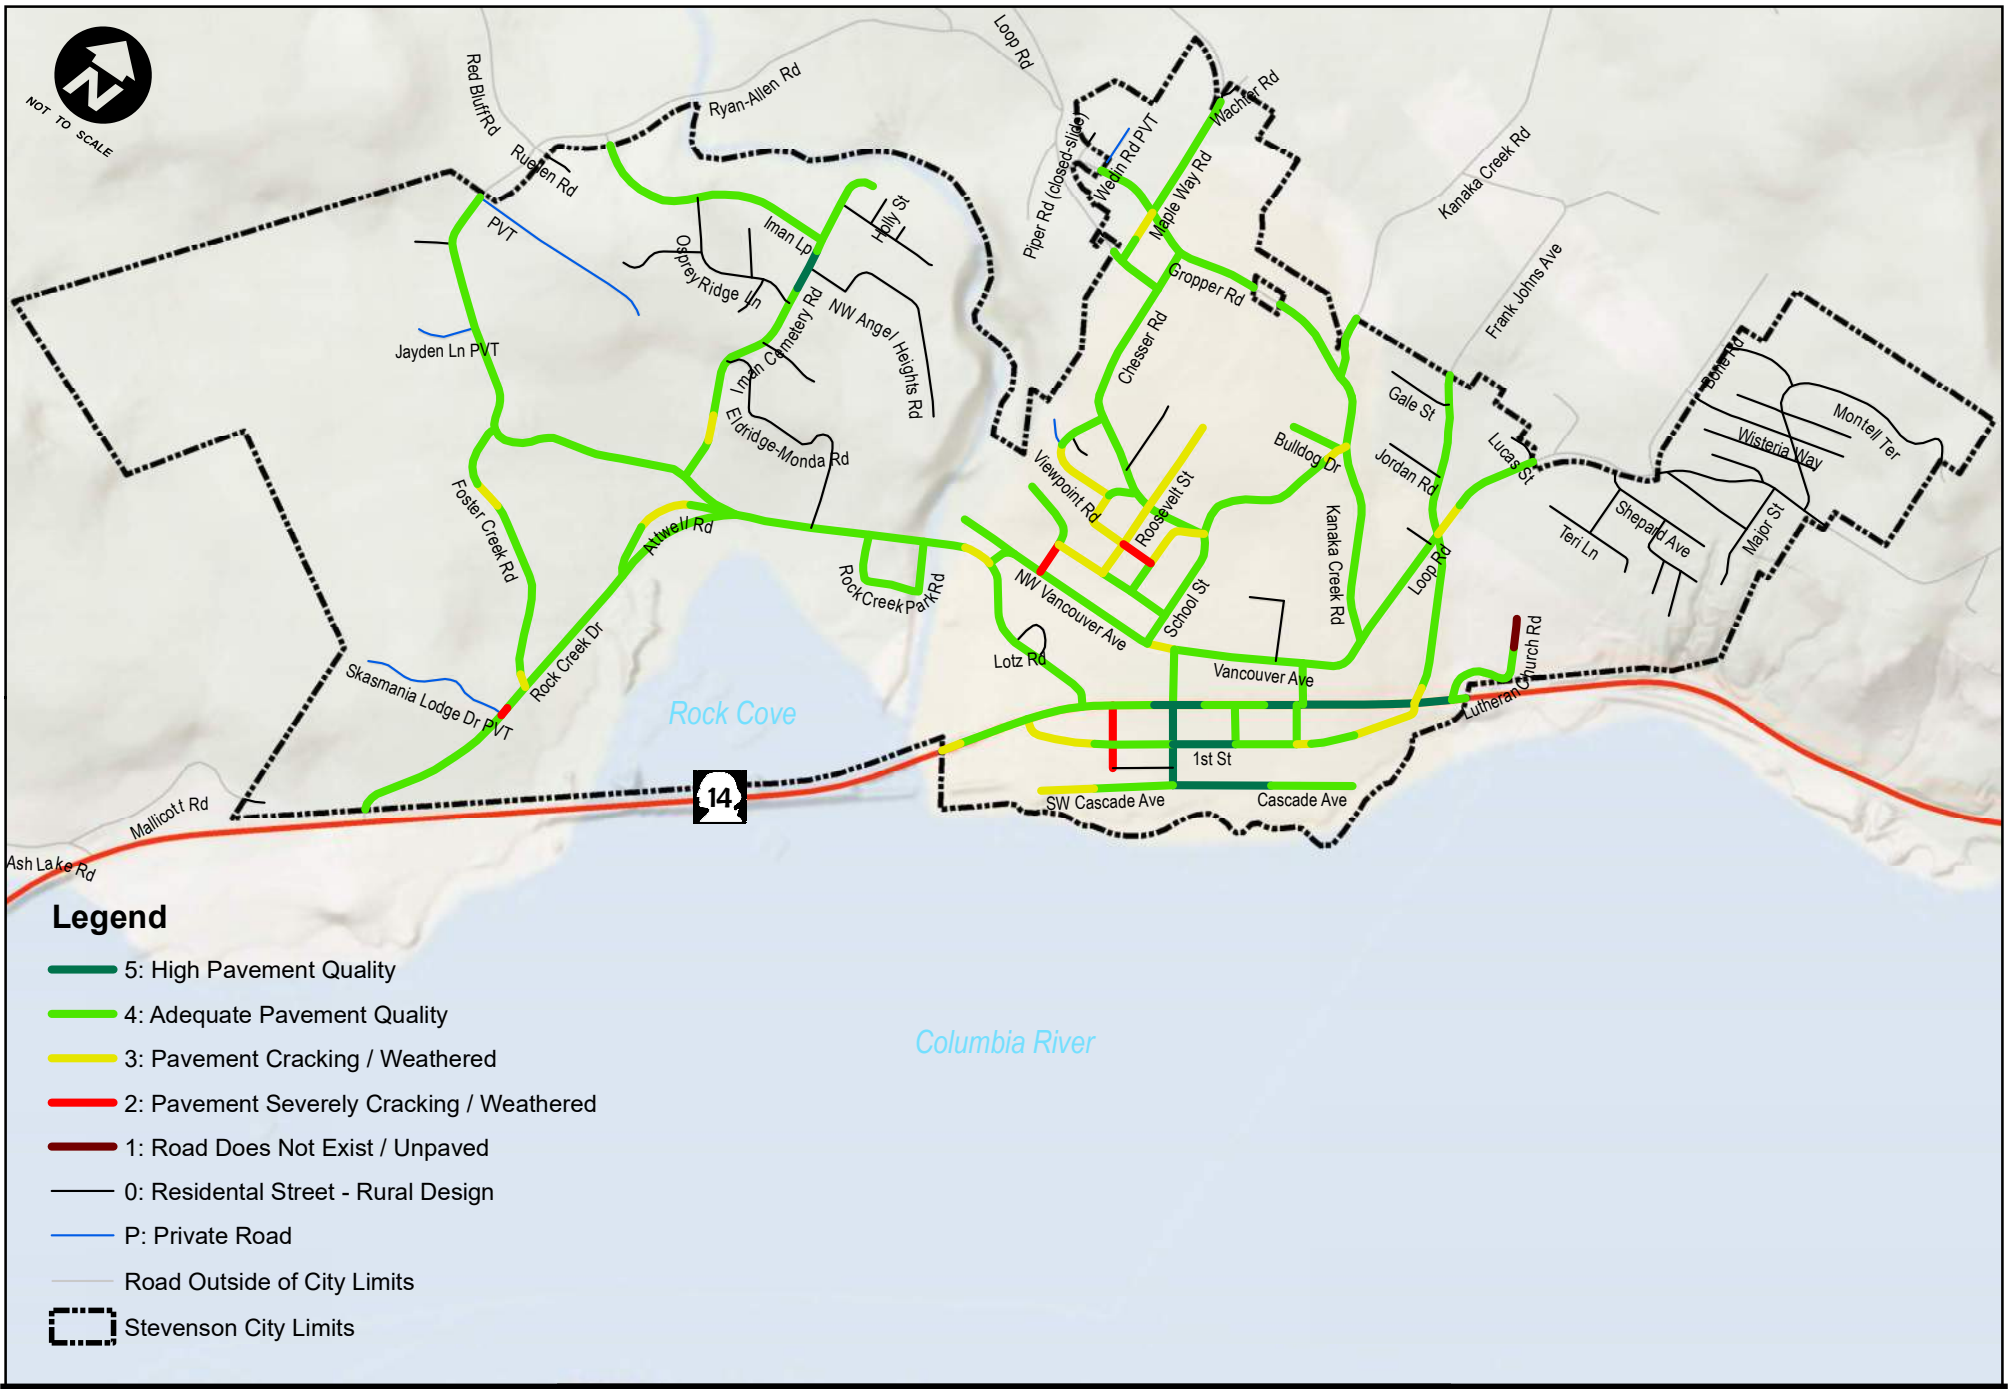 N
NOT TO SCALE
Red Bluff Rd
Ryan-Allen Rd
Loop Rd
Wachter Rd
Ruellen Rd
Piper Rd (closed-slide)
Wedin Rd PVT
Maple Way Rd
Kanaka Creek Rd
PVT
Iman Lp
Holly St
Osprey Ridge Ln
NW Angel Heights Rd
Iman Cemetery Rd
Gropper Rd
Frank Johns Ave
Jayden Ln PVT
Chesser Rd
Gale St
Bone Rd
Montell Ter
Wisteria Way
Eldridge-Monda Rd
Bulldog Dr
Jordan Rd
Lucas St
Viewpoint Rd
Roosevelt St
Foster Creek Rd
Attwell Rd
Kanaka Creek Rd
Shepard Ave
Major St
Teri Ln
Rock Creek Park Rd
NW Vancouver Ave
School St
Loop Rd
Lotz Rd
Vancouver Ave
Lutheran Church Rd
Rock Creek Dr
Skasmania Lodge Dr PVT
Rock Cove
1st St
14
SW Cascade Ave
Cascade Ave
Mallicott Rd
Ash Lake Rd
Columbia River
Legend
5: High Pavement Quality
4: Adequate Pavement Quality
3: Pavement Cracking / Weathered
2: Pavement Severely Cracking / Weathered
1: Road Does Not Exist / Unpaved
0: Residental Street - Rural Design
P: Private Road
Road Outside of City Limits
Stevenson City Limits